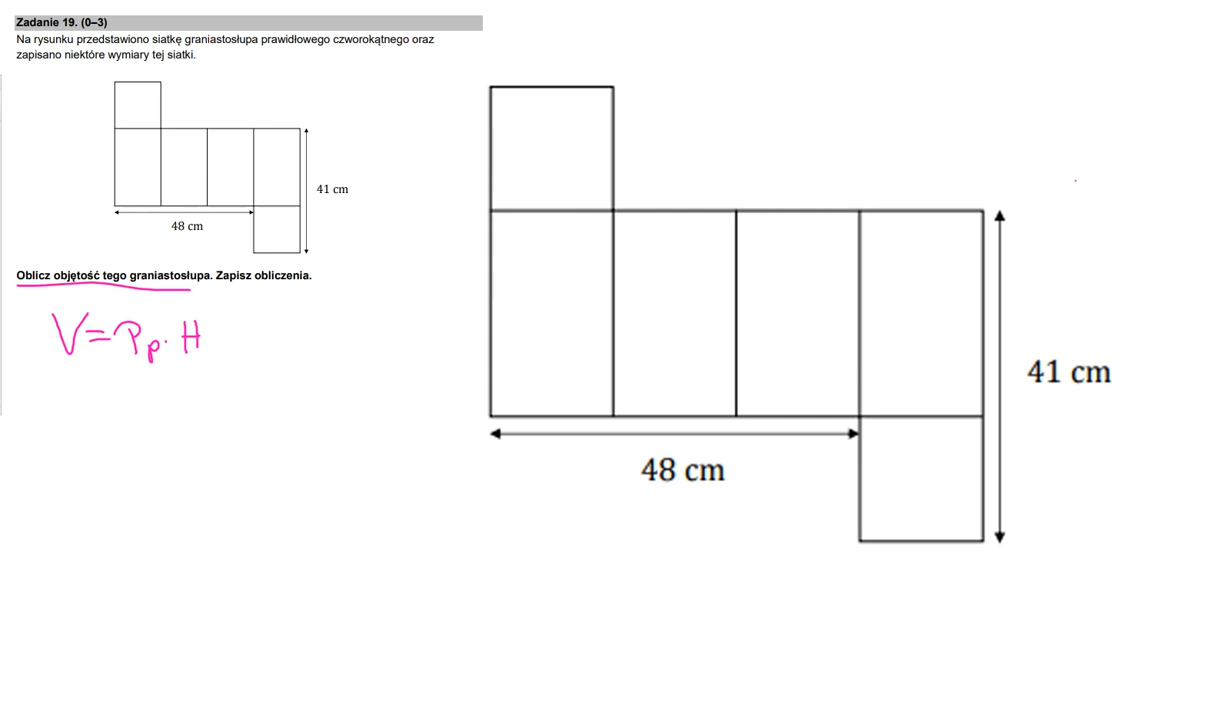 Zadanie 19. (0–3)
Na rysunku przedstawiono siatkę graniastosłupa prawidłowego czworokątnego oraz
zapisano niektóre wymiary tej siatki.
41 cm
48 cm
Oblicz objętość tego graniastosłupa. Zapisz obliczenia.
V = Pp · H
41 cm
48 cm